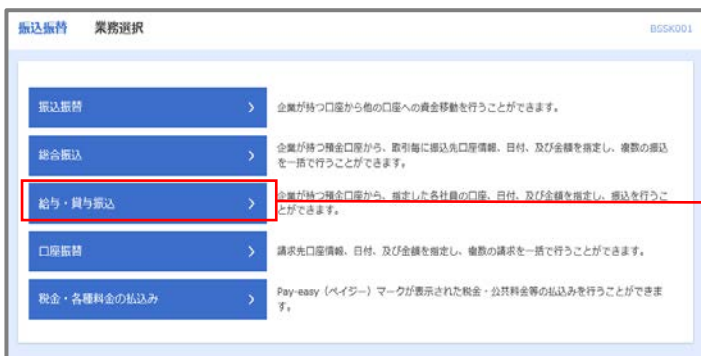 振込振替 業務選択 BSSK001
振込振替 企業が持つ口座から他の口座への資金移動を行うことができます。
総合振込 企業が持つ預金口座から、取引毎に振込先口座情報、日付、及び金額を指定し、複数の振込
を一括で行うことができます。
給与・賞与振込 企業が持つ預金口座から、指定した各社員の口座、日付、及び金額を指定し、振込を行うこ
とができます。
口座振替 請求先口座情報、日付、及び金額を指定し、複数の請求を一括で行うことができます。
税金・各種料金の払込み Pay-easy（ペイジー）マークが表示された税金・公共料金等の払込みを行うことができま
す。